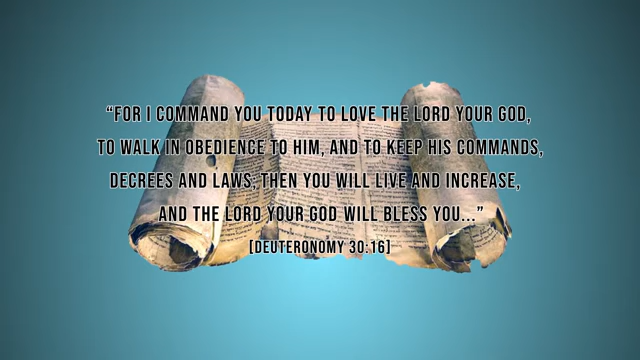 “FOR I COMMAND YOU TODAY TO LOVE THE LORD YOUR GOD,
TO WALK IN OBEDIENCE TO HIM, AND TO KEEP HIS COMMANDS,
DECREES AND LAWS; THEN YOU WILL LIVE AND INCREASE,
AND THE LORD YOUR GOD WILL BLESS YOU...”
[DEUTERONOMY 30:16]